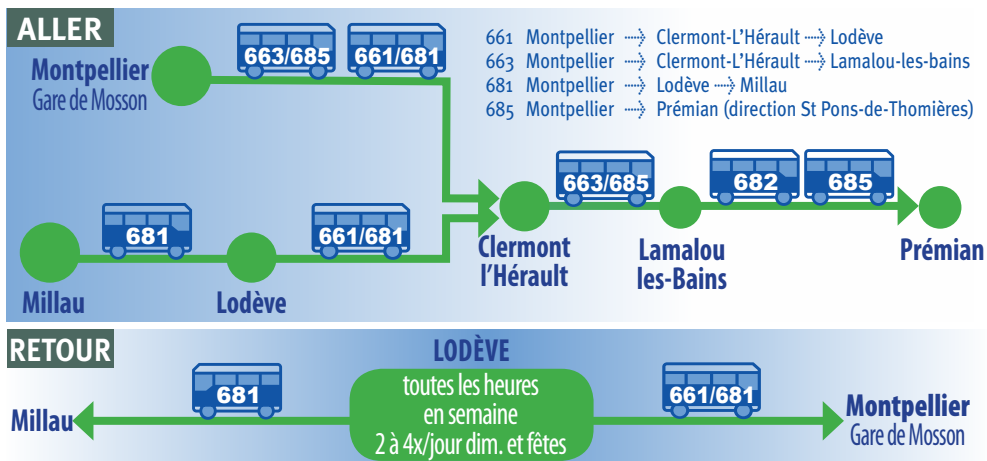 ALLER
663/685
661/681
Montpellier
Gare de Mosson
661 Montpellier ····> Clermont-L'Hérault ····> Lodève
663 Montpellier ····> Clermont-L'Hérault ····> Lamalou-les-bains
681 Montpellier ····> Lodève ····> Millau
685 Montpellier ····> Prémian (direction St Pons-de-Thomières)
663/685
682
685
681
661/681
Clermont
l'Hérault
Lamalou
les-Bains
Prémian
Millau
Lodève
RETOUR
LODÈVE
681
toutes les heures
en semaine
2 à 4x/jour dim. et fêtes
661/681
Millau
Montpellier
Gare de Mosson